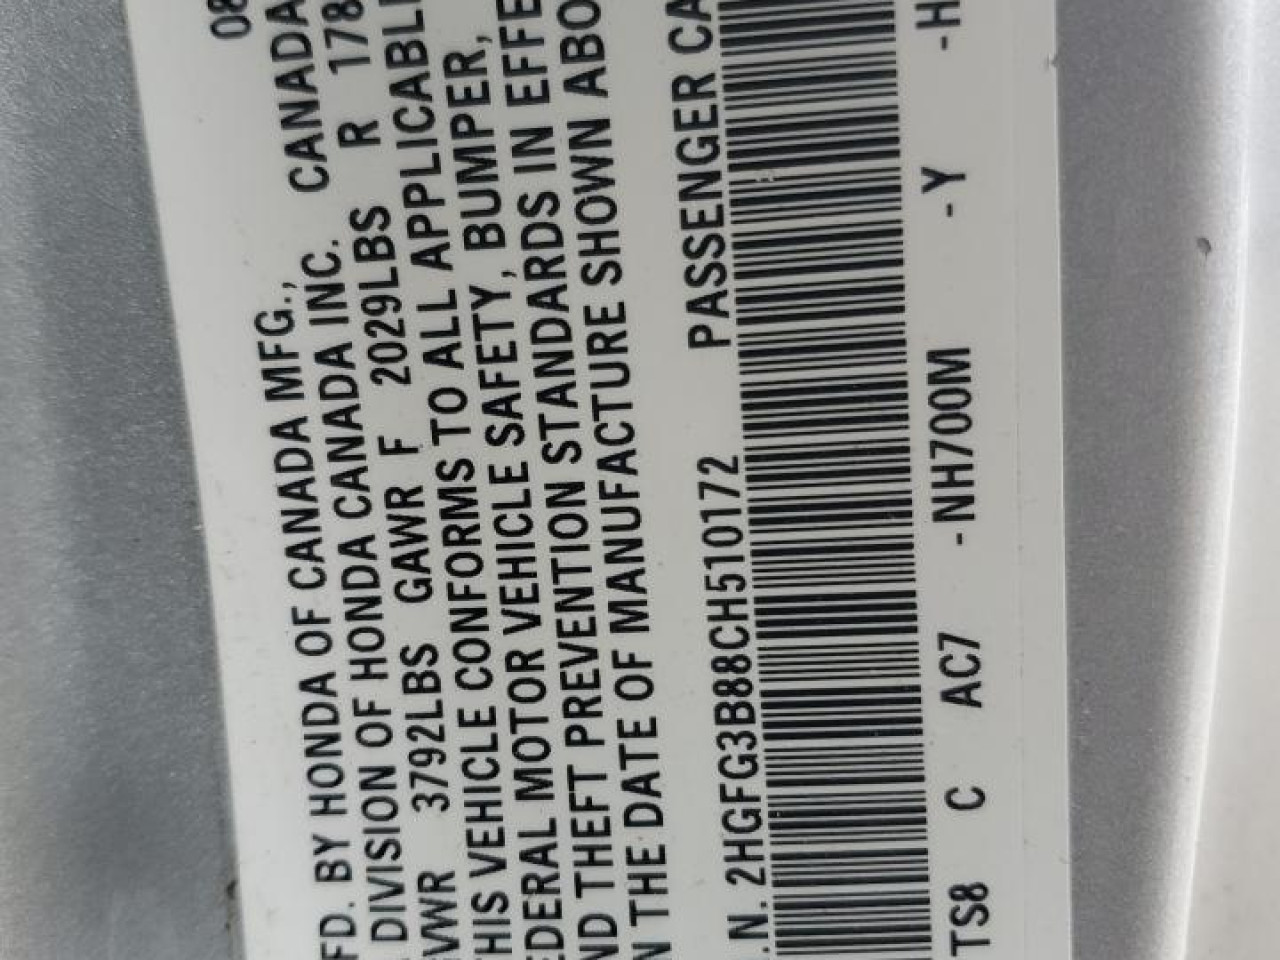 08
FD. BY HONDA OF CANADA MFG., CANADA
DIVISION OF HONDA CANADA INC.
VWR 3792LBS GAWR F 2029LBS R 178
THIS VEHICLE CONFORMS TO ALL APPLICABL
EDERAL MOTOR VEHICLE SAFETY, BUMPER,
ND THEFT PREVENTION STANDARDS IN EFFE
N THE DATE OF MANUFACTURE SHOWN ABO
.N. 2HGFG3B88CH510172 PASSENGER CA
TS8 C AC7 -NH700M -Y -H